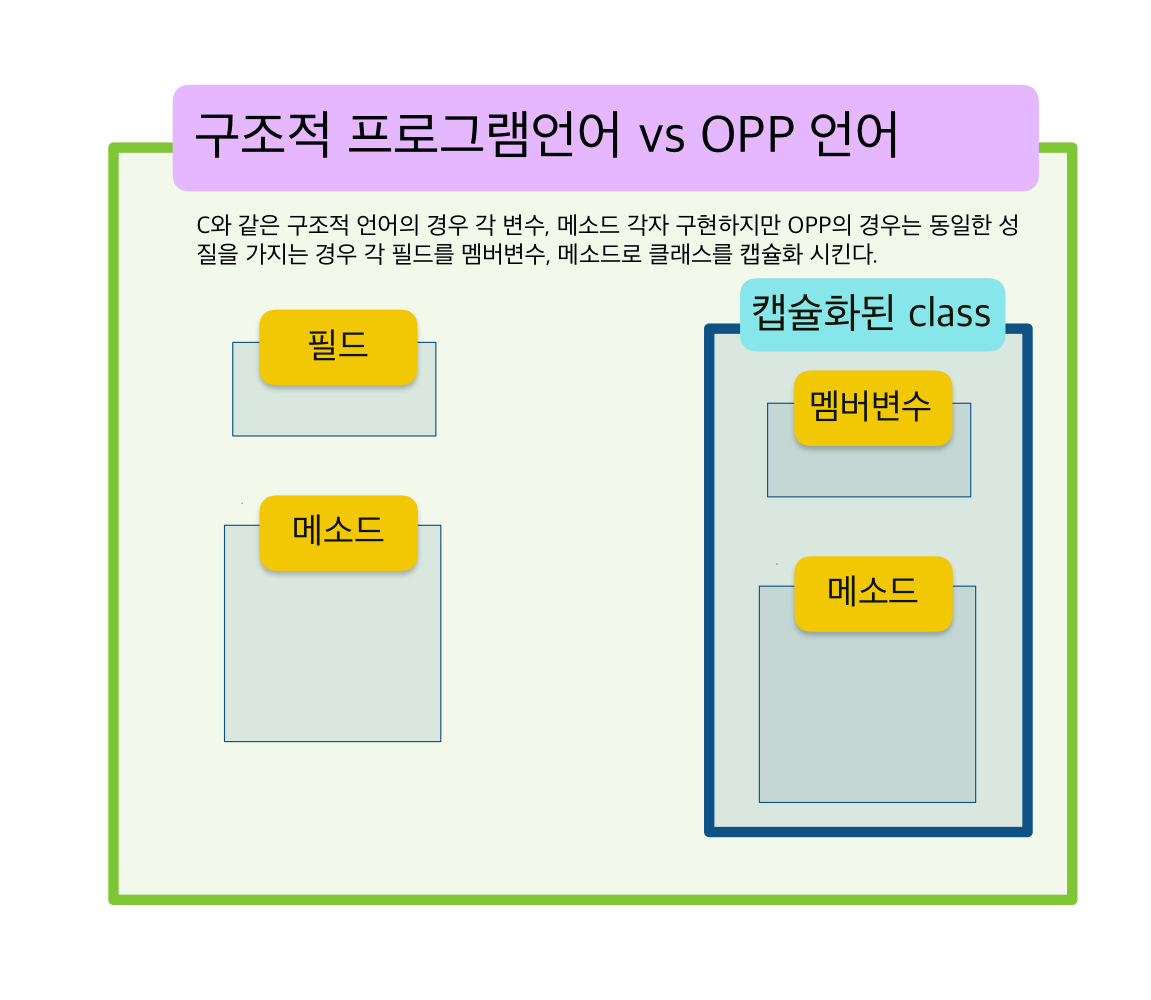 구조적 프로그램언어 vs OPP 언어
C와 같은 구조적 언어의 경우 각 변수, 메소드 각자 구현하지만 OPP의 경우는 동일한 성
질을 가지는 경우 각 필드를 멤버변수, 메소드로 클래스를 캡슐화 시킨다.
필드
메소드
캡슐화된 class
멤버변수
메소드